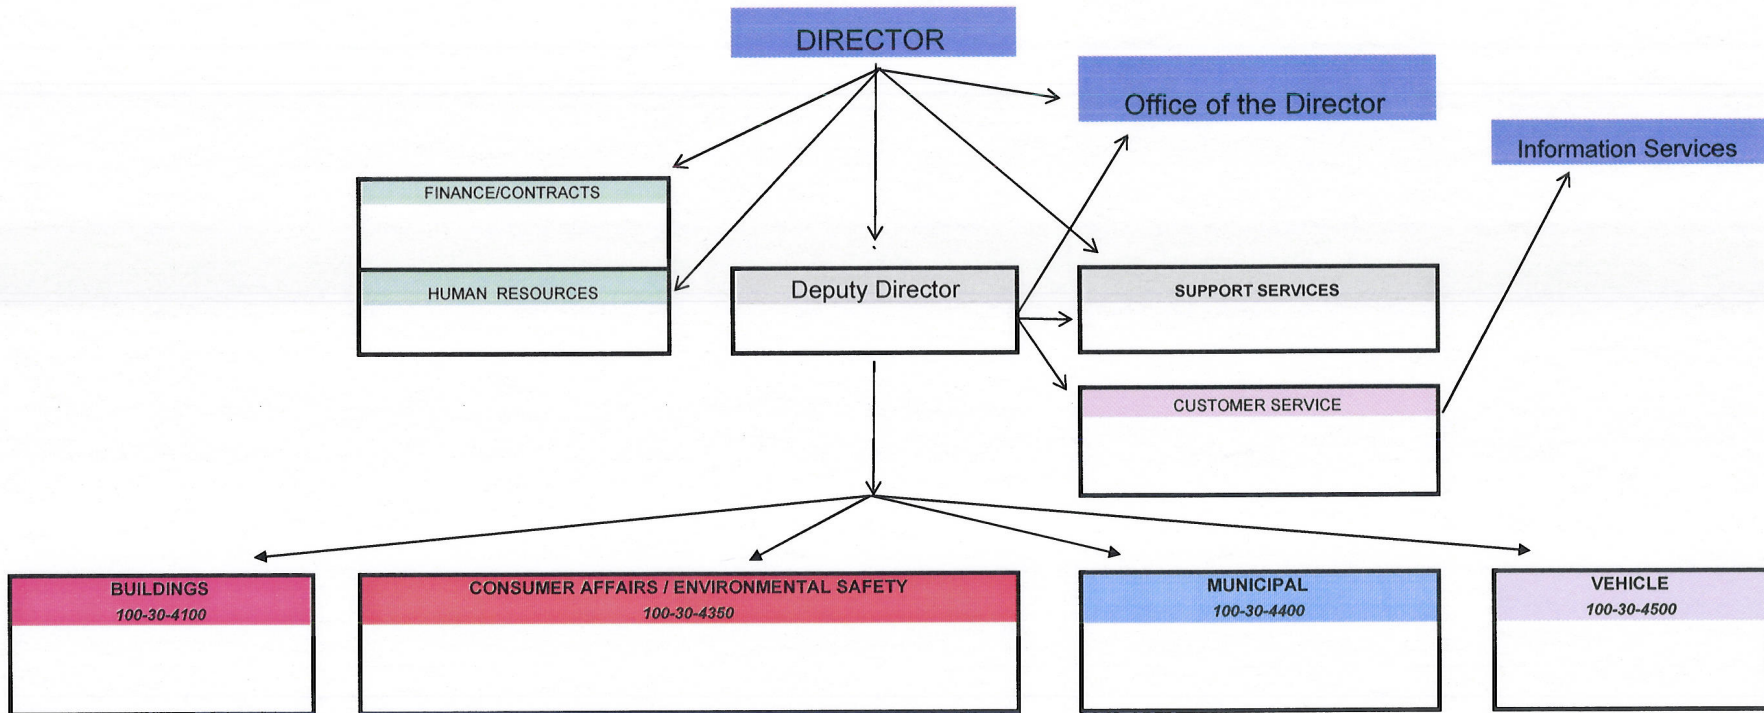 DIRECTOR
Office of the Director
Information Services
FINANCE/CONTRACTS
HUMAN RESOURCES
Deputy Director
SUPPORT SERVICES
CUSTOMER SERVICE
BUILDINGS
100-30-4100
CONSUMER AFFAIRS / ENVIRONMENTAL SAFETY
100-30-4350
MUNICIPAL
100-30-4400
VEHICLE
100-30-4500